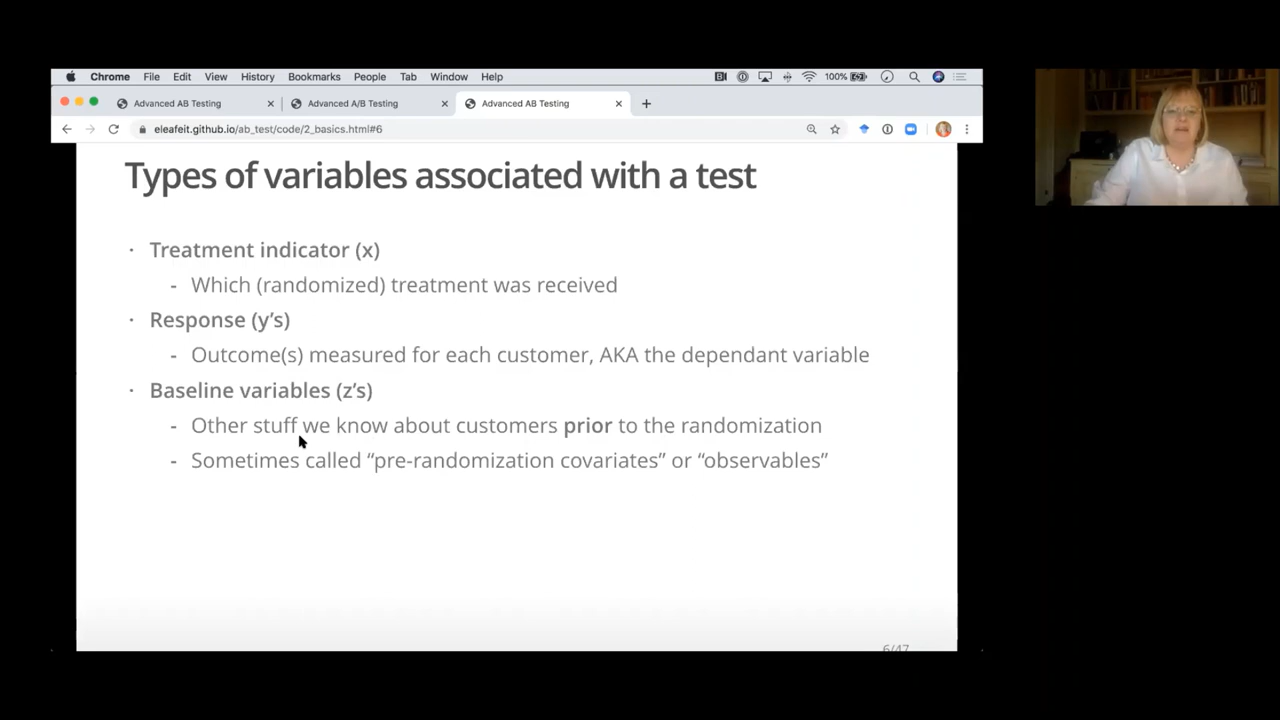 Chrome File Edit View History Bookmarks People Tab Window Help 100%
Advanced AB Testing Advanced A/B Testing Advanced AB Testing
eleafeit.github.io/ab_test/code/2_basics.html#6
Types of variables associated with a test
· Treatment indicator (x)
- Which (randomized) treatment was received
· Response (y's)
- Outcome(s) measured for each customer, AKA the dependant variable
· Baseline variables (z's)
- Other stuff we know about customers prior to the randomization
- Sometimes called “pre-randomization covariates” or “observables”
6/47